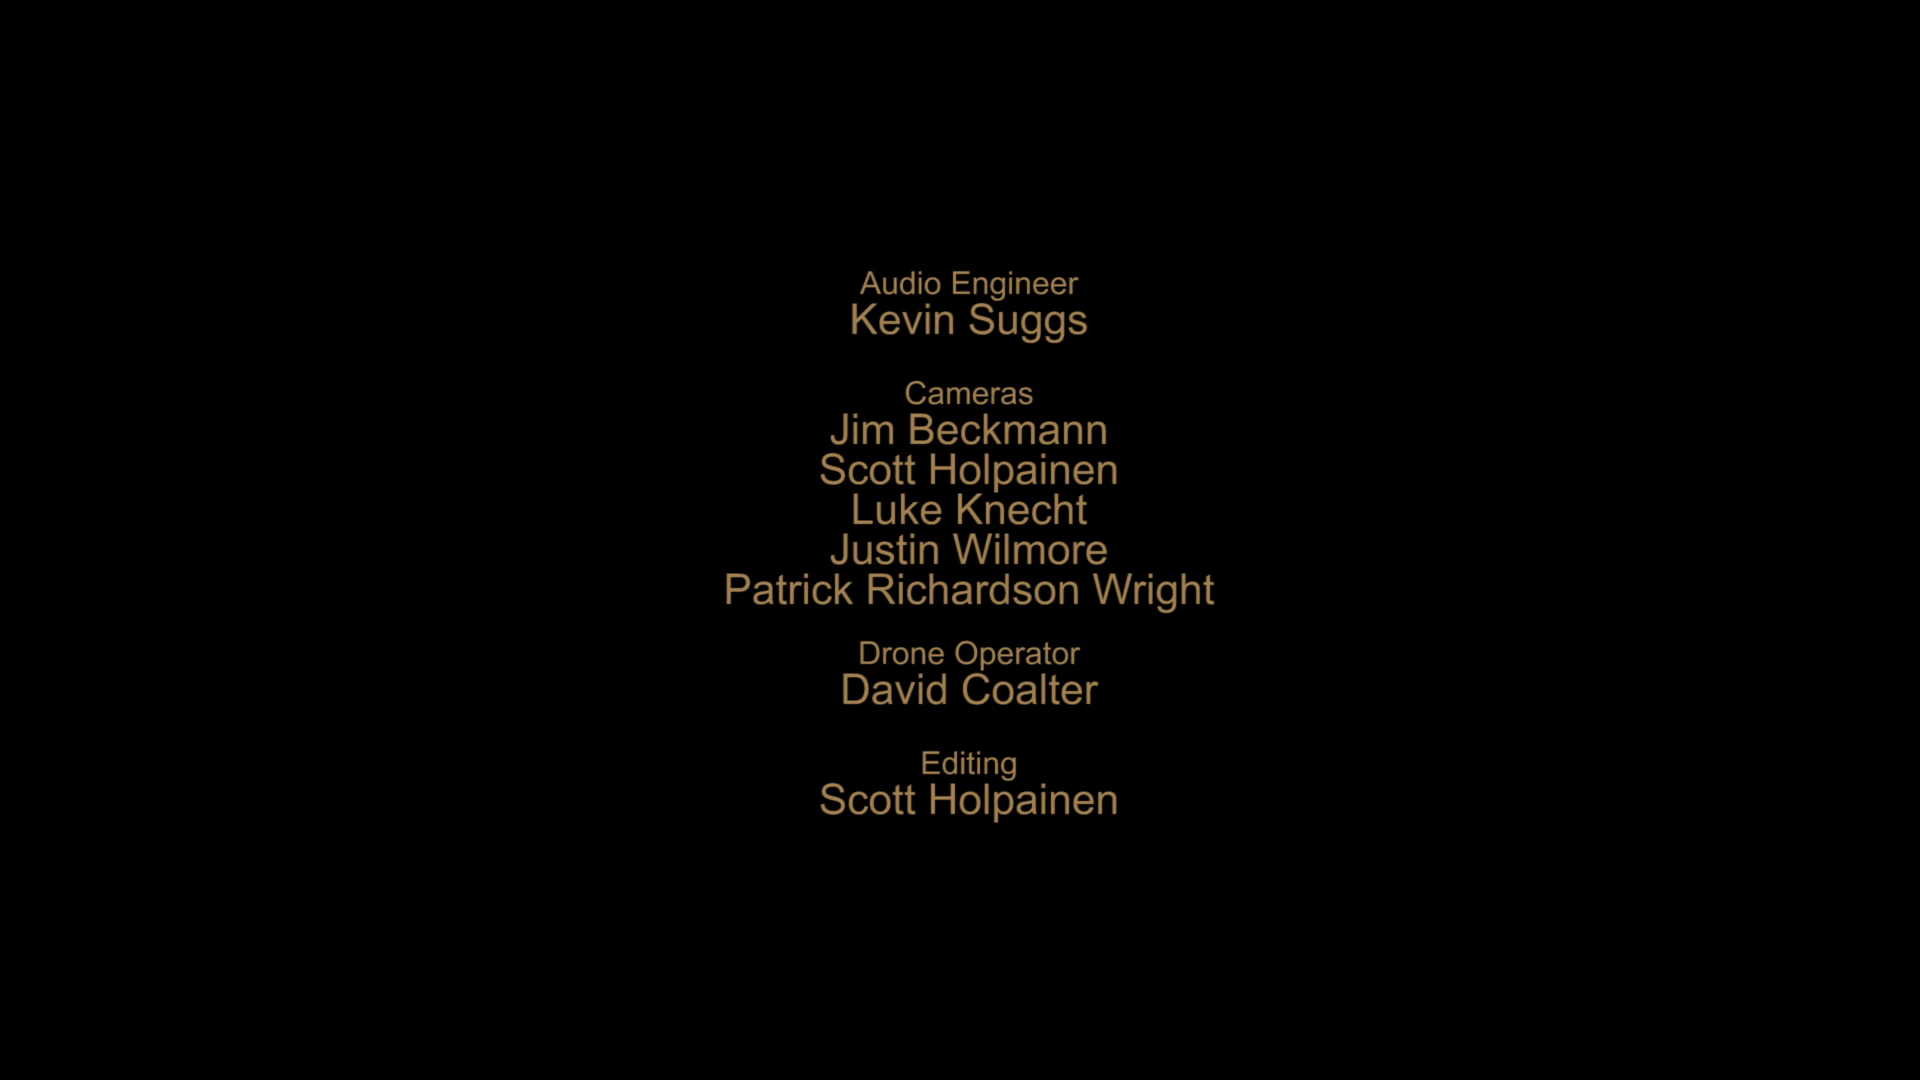 Audio Engineer
Kevin Suggs
Cameras
Jim Beckmann
Scott Holpainen
Luke Knecht
Justin Wilmore
Patrick Richardson Wright
Drone Operator
David Coalter
Editing
Scott Holpainen